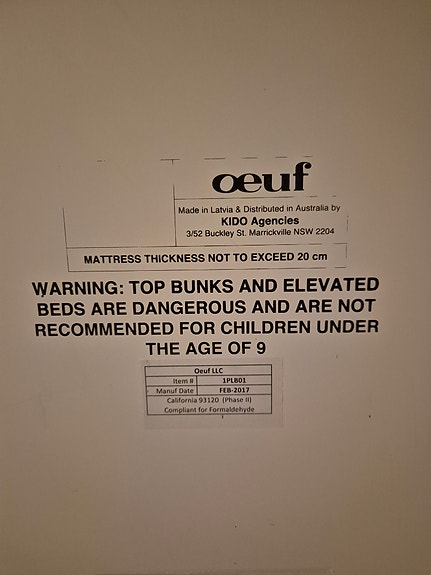 oeuf
Made in Latvia & Distributed in Australia by
KIDO Agencies
3/52 Buckley St. Marrickville NSW 2204
MATTRESS THICKNESS NOT TO EXCEED 20 cm
WARNING: TOP BUNKS AND ELEVATED
BEDS ARE DANGEROUS AND ARE NOT
RECOMMENDED FOR CHILDREN UNDER
THE AGE OF 9
Oeuf LLC
Item # 1PLB01
Manuf Date FEB-2017
California 93120 (Phase II)
Compliant for Formaldehyde